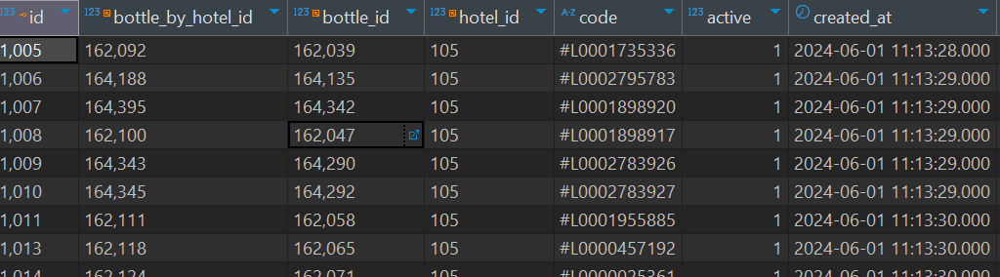 123 id 123 bottle_by_hotel_id 123 bottle_id 123 hotel_id A-Z code 123 active created_at
1,005 162,092 162,039 105 #L0001735336 1 2024-06-01 11:13:28.000
1,006 164,188 164,135 105 #L0002795783 1 2024-06-01 11:13:29.000
1,007 164,395 164,342 105 #L0001898920 1 2024-06-01 11:13:29.000
1,008 162,100 162,047 105 #L0001898917 1 2024-06-01 11:13:29.000
1,009 164,343 164,290 105 #L0002783926 1 2024-06-01 11:13:29.000
1,010 164,345 164,292 105 #L0002783927 1 2024-06-01 11:13:29.000
1,011 162,111 162,058 105 #L0001955885 1 2024-06-01 11:13:30.000
1,013 162,118 162,065 105 #L0000457192 1 2024-06-01 11:13:30.000
1,014 162,124 162,071 105 #L0000025361 1 2024-06-01 11:13:30.000